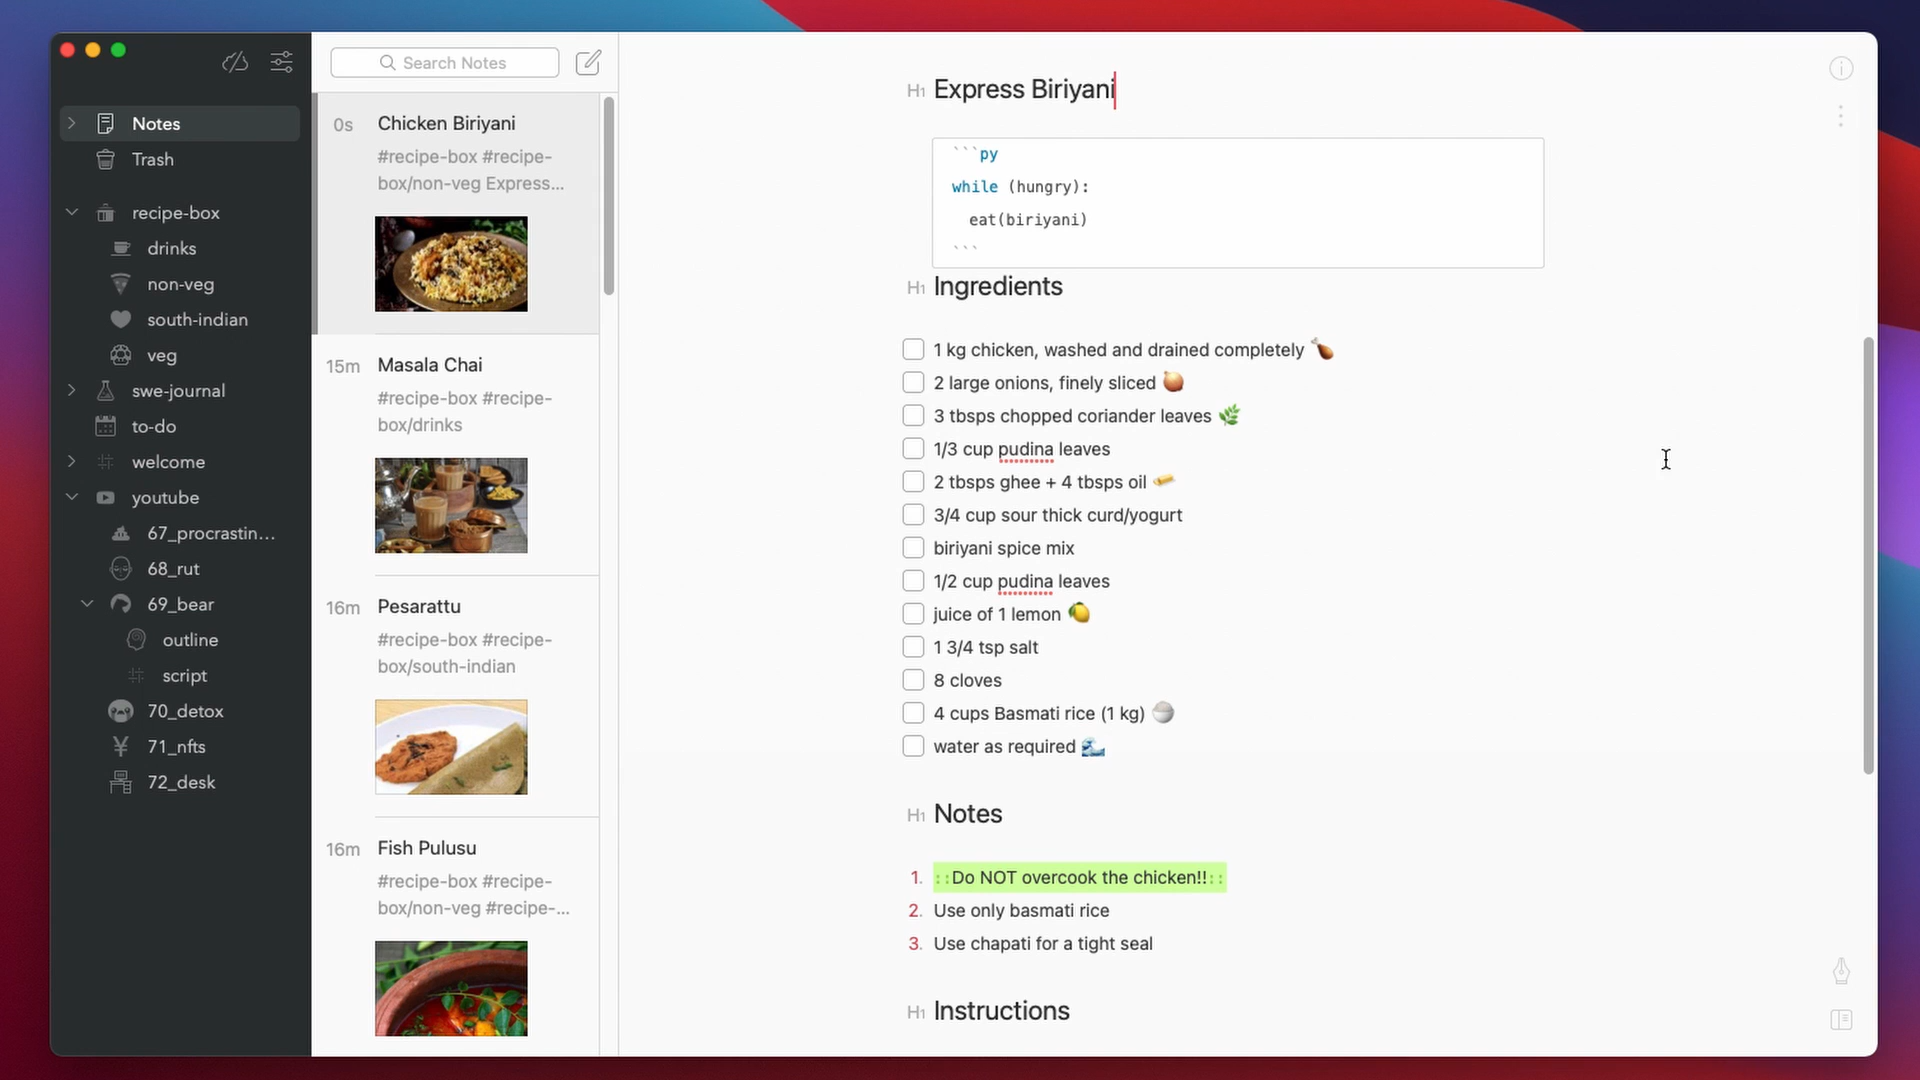 Notes
Trash
recipe-box
drinks
non-veg
south-indian
veg
swe-journal
to-do
welcome
youtube
67_procrastin...
68_rut
69_bear
outline
script
70_detox
71_nfts
72_desk
Search Notes
0s
Chicken Biriyani
#recipe-box #recipe-
box/non-veg Express...
15m
Masala Chai
#recipe-box #recipe-
box/drinks
16m
Pesarattu
#recipe-box #recipe-
box/south-indian
16m
Fish Pulusu
#recipe-box #recipe-
box/non-veg #recipe-...
H1 Express Biriyani
```py
while (hungry):
eat(biriyani)
```
H1 Ingredients
1 kg chicken, washed and drained completely 🍗
2 large onions, finely sliced 🧅
3 tbsps chopped coriander leaves 🌿
1/3 cup pudina leaves
2 tbsps ghee + 4 tbsps oil 🧈
3/4 cup sour thick curd/yogurt
biriyani spice mix
1/2 cup pudina leaves
juice of 1 lemon 🍋
1 3/4 tsp salt
8 cloves
4 cups Basmati rice (1 kg) 🍚
water as required 🌊
H1 Notes
1. ::Do NOT overcook the chicken!!::
2. Use only basmati rice
3. Use chapati for a tight seal
H1 Instructions